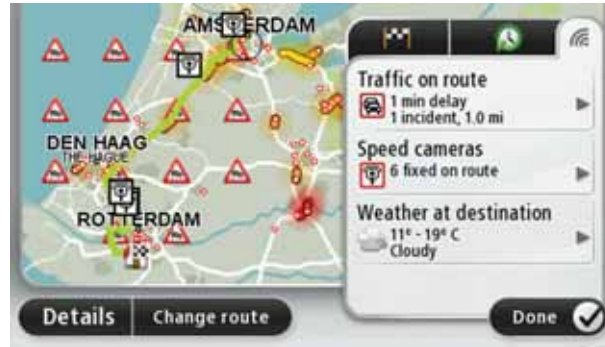 AMSTERDAM
DEN HAAG
THE HAGUE
ROTTERDAM
Traffic on route
1 min delay
1 incident, 1.0 mi
Speed cameras
6 fixed on route
Weather at destination
11° - 19° C
Cloudy
Details
Change route
Done